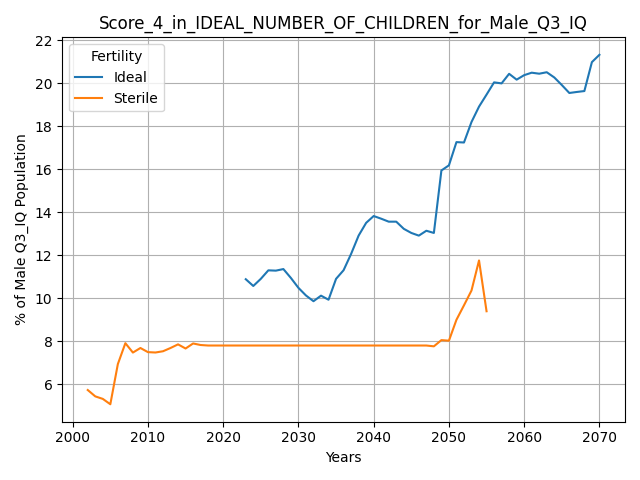 Score_4_in_IDEAL_NUMBER_OF_CHILDREN_for_Male_Q3_IQ
Fertility
Ideal
Sterile
% of Male Q3_IQ Population
22
20
18
16
14
12
10
8
6
2000 2010 2020 2030 2040 2050 2060 2070
Years